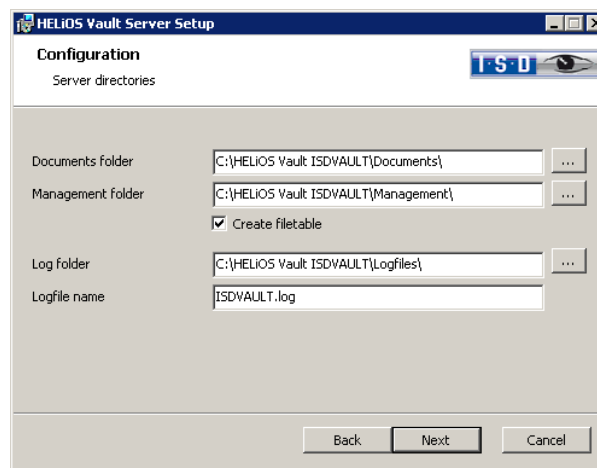 HELiOS Vault Server Setup
Configuration
Server directories
I·S·D
Documents folder C:\HELiOS Vault ISDVAULT\Documents\ ...
Management folder C:\HELiOS Vault ISDVAULT\Management\ ...
Create filetable
Log folder C:\HELiOS Vault ISDVAULT\Logfiles\ ...
Logfile name ISDVAULT.log
Back Next Cancel